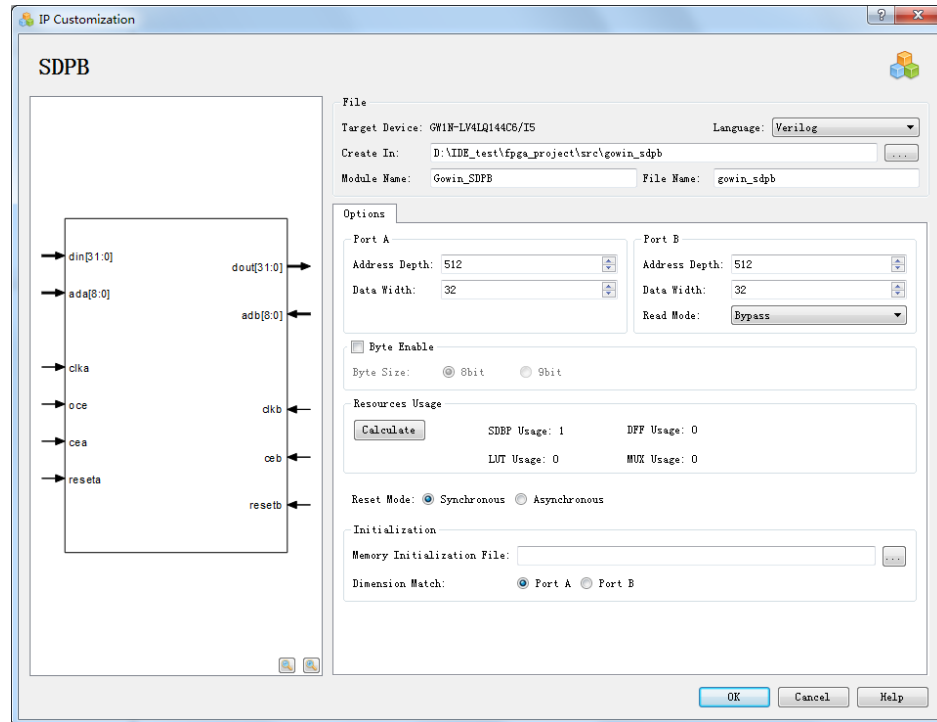 IP Customization
SDPB
File
Target Device: GW1N-LV4LQ144C6/I5
Language: Verilog
Create In: D:\IDE_test\fpga_project\src\gowin_sdpb ...
Module Name: Gowin_SDPB
File Name: gowin_sdpb
Options
Port A
Address Depth: 512
Data Width: 32
Port B
Address Depth: 512
Data Width: 32
Read Mode: Bypass
Byte Enable
Byte Size: 8bit 9bit
Resources Usage
Calculate
SDBP Usage: 1
DFF Usage: 0
LUT Usage: 0
MUX Usage: 0
Reset Mode: Synchronous Asynchronous
Initialization
Memory Initialization File: ...
Dimension Match: Port A Port B
din[31:0]
dout[31:0]
ada[8:0]
adb[8:0]
clka
oce
clkb
cea
ceb
reseta
resetb
OK
Cancel
Help